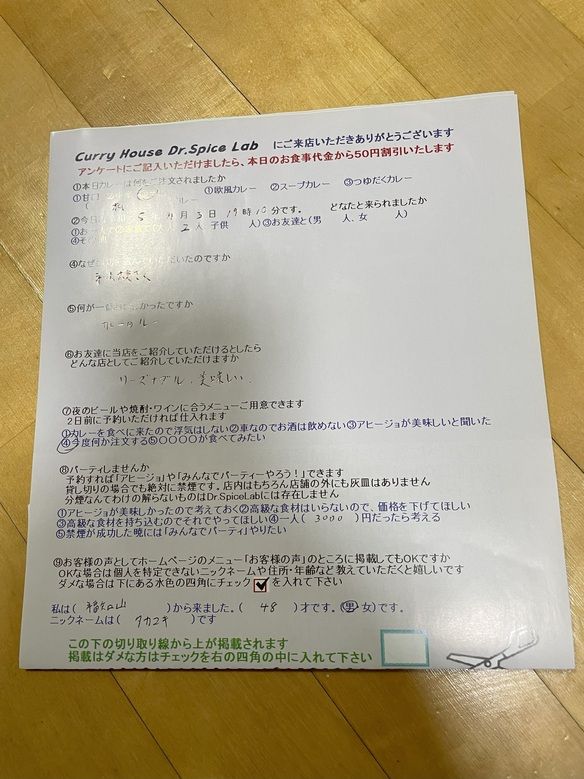 Curry House Dr.Spice Lab にご来店いただきありがとうございます
アンケートにご記入いただけましたら、本日のお食事代金から50円割引いたします
①本日カレーは何をご注文されましたか
①欧風カレー ②スープカレー ③つゆだくカレー
5 月 3 日 19 時 10 分です。 どなたと来られましたか
2 人、子供 人)③お友達と(男 人、女 人)
⑤何が一番 かったですか
⑥お友達に当店をご紹介していただけるとしたら
どんな店としてご紹介していただけますか
リーズナブル、美味しい、
⑦夜のビールや焼酎・ワインに合うメニューご用意できます
2日前に予約いただければ仕入れます
①カレーを食べに来たので浮気はしない②車なのでお酒は飲めない③アヒージョが美味しいと聞いた
④今度何か注文する⑤〇〇〇〇が食べてみたい
⑧パーティしませんか
予約すれば「アヒージョ」や「みんなでパーティーやろう！」できます
貸し切りの場合でも絶対に禁煙です。店内はもちろん店舗の外にも灰皿はありません
分煙なんてわけの解らないものはDr.SpiceLabには存在しません
①アヒージョが美味しかったので考えておく②高級な食材はいらないので、価格を下げてほしい
③高級な食材を持ち込むのでそれでやってほしい④一人( 3000 )円だったら考える
⑤禁煙が成功した暁には「みんなでパーティ」やりたい
⑨お客様の声としてホームページのメニュー「お客様の声」のところに掲載してもOKですか
OKな場合は個人を特定できないニックネームや住所・年齢など教えていただくと嬉しいです
ダメな場合は下にある水色の四角にチェック を入れて下さい
私は( 福知山 )から来ました。( 48 )才です。(男 女)です。
ニックネームは( タカユキ )です
この下の切り取り線から上が掲載されます
掲載はダメな方はチェックを右の四角の中に入れて下さい